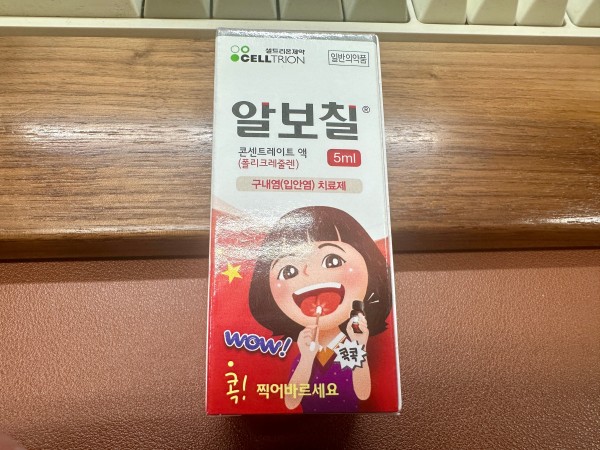 셀트리온제약
CELLTRION
일반의약품
알보칠®
콘센트레이트 액
(폴리크레줄렌)
5ml
구내염(입안염) 치료제
WOW!
콕콕
콕! 찍어바르세요